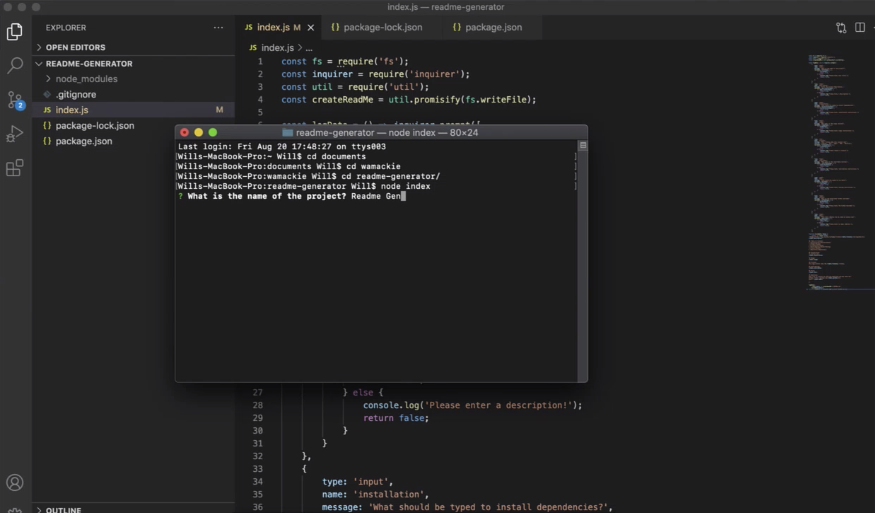 index.js — readme-generator
EXPLORER
OPEN EDITORS
README-GENERATOR
node_modules
.gitignore
JS index.js M
{} package-lock.json
{} package.json
OUTLINE
2
JS index.js M
{} package-lock.json
{} package.json
JS index.js > ...
1 const fs = require('fs');
2 const inquirer = require('inquirer');
3 const util = require('util');
4 const createReadMe = util.promisify(fs.writeFile);
5
readme-generator — node index — 80×24
Last login: Fri Aug 20 17:48:27 on ttys003
[Wills-MacBook-Pro:~ Will$ cd documents ]
[Wills-MacBook-Pro:documents Will$ cd wamackie ]
[Wills-MacBook-Pro:wamackie Will$ cd readme-generator/ ]
[Wills-MacBook-Pro:readme-generator Will$ node index ]
? What is the name of the project? Readme Gen
27 } else {
28 console.log('Please enter a description!');
29 return false;
30 }
31 }
32 },
33 {
34 type: 'input',
35 name: 'installation',
36 message: 'What should be typed to install dependencies?',